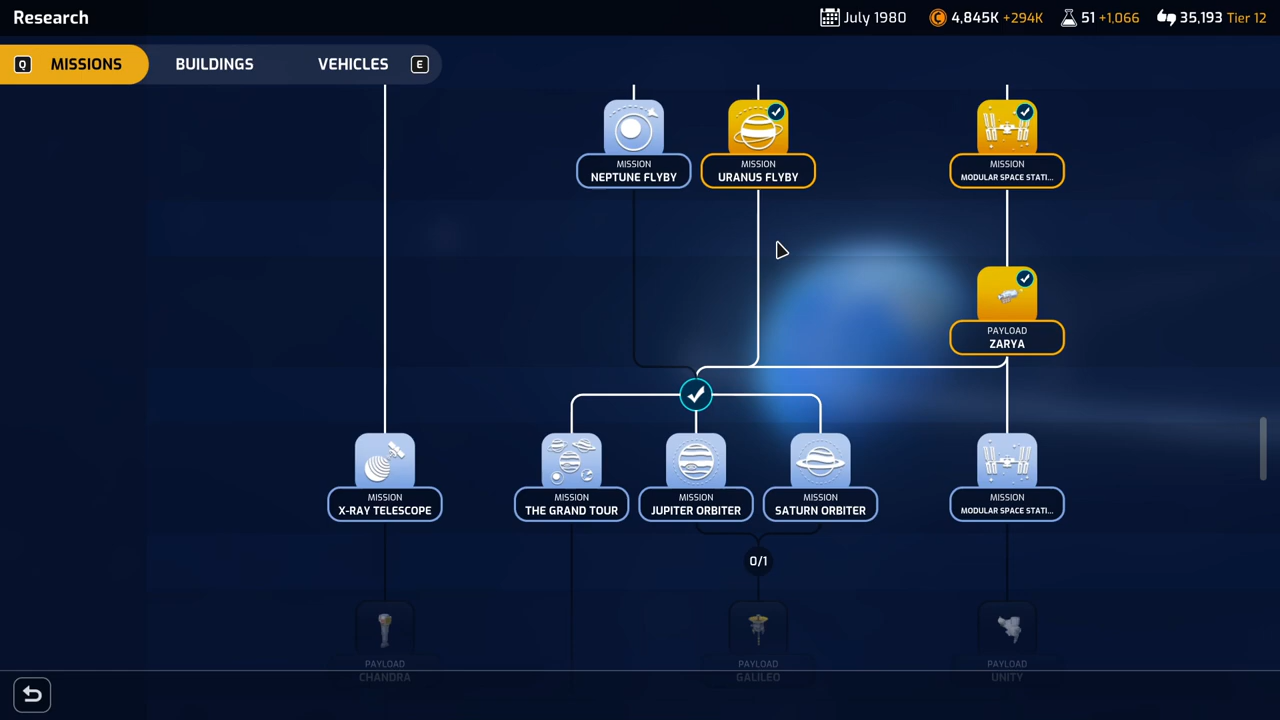 Research
July 1980
4,845K +294K
51 +1,066
35,193 Tier 12
Q MISSIONS
BUILDINGS
VEHICLES E
MISSION
NEPTUNE FLYBY
MISSION
URANUS FLYBY
MISSION
MODULAR SPACE STATI...
PAYLOAD
ZARYA
MISSION
X-RAY TELESCOPE
MISSION
THE GRAND TOUR
MISSION
JUPITER ORBITER
MISSION
SATURN ORBITER
MISSION
MODULAR SPACE STATI...
0/1
PAYLOAD
CHANDRA
PAYLOAD
GALILEO
PAYLOAD
UNITY